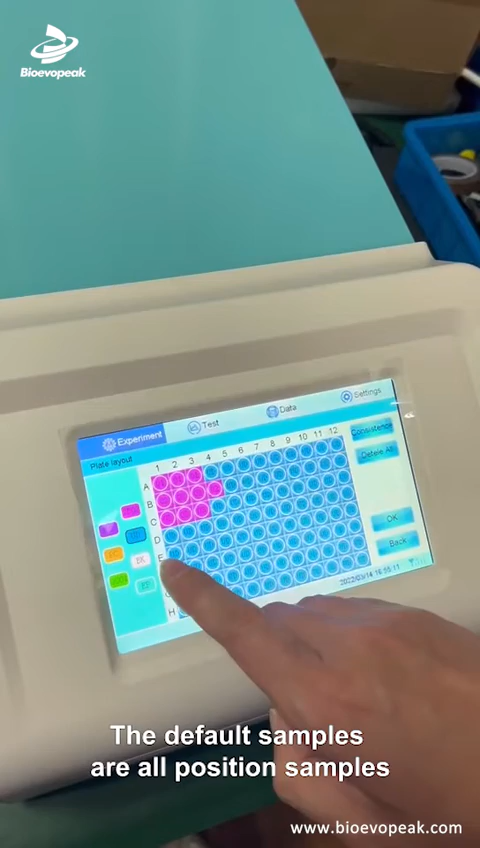 Bioevopeak
Experiment
Test
Data
Settings
Plate layout
1 2 3 4 5 6 7 8 9 10 11 12
A
B
C
D
E
H
Consistence
Detele All
OK
Back
2022/03/14 16:55:11
The default samples
are all position samples
www.bioevopeak.com